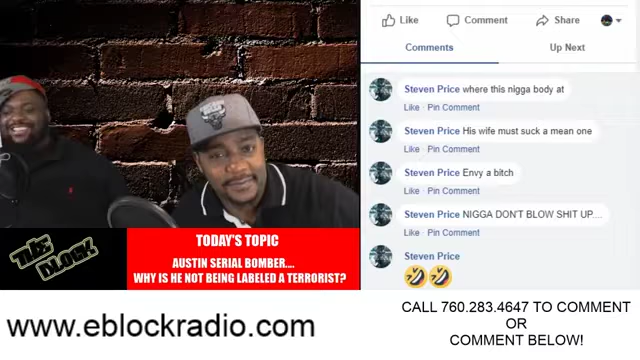 Like Comment Share
Comments Up Next
Steven Price where this nigga body at
Like · Pin Comment
Steven Price His wife must suck a mean one
Like · Pin Comment
Steven Price Envy a bitch
Like · Pin Comment
Steven Price NIGGA DON'T BLOW SHIT UP....
Like · Pin Comment
Steven Price
🤣🤣
THE
BLOCK
TODAY'S TOPIC
AUSTIN SERIAL BOMBER....
WHY IS HE NOT BEING LABELED A TERRORIST?
www.eblockradio.com
CALL 760.283.4647 TO COMMENT
OR
COMMENT BELOW!